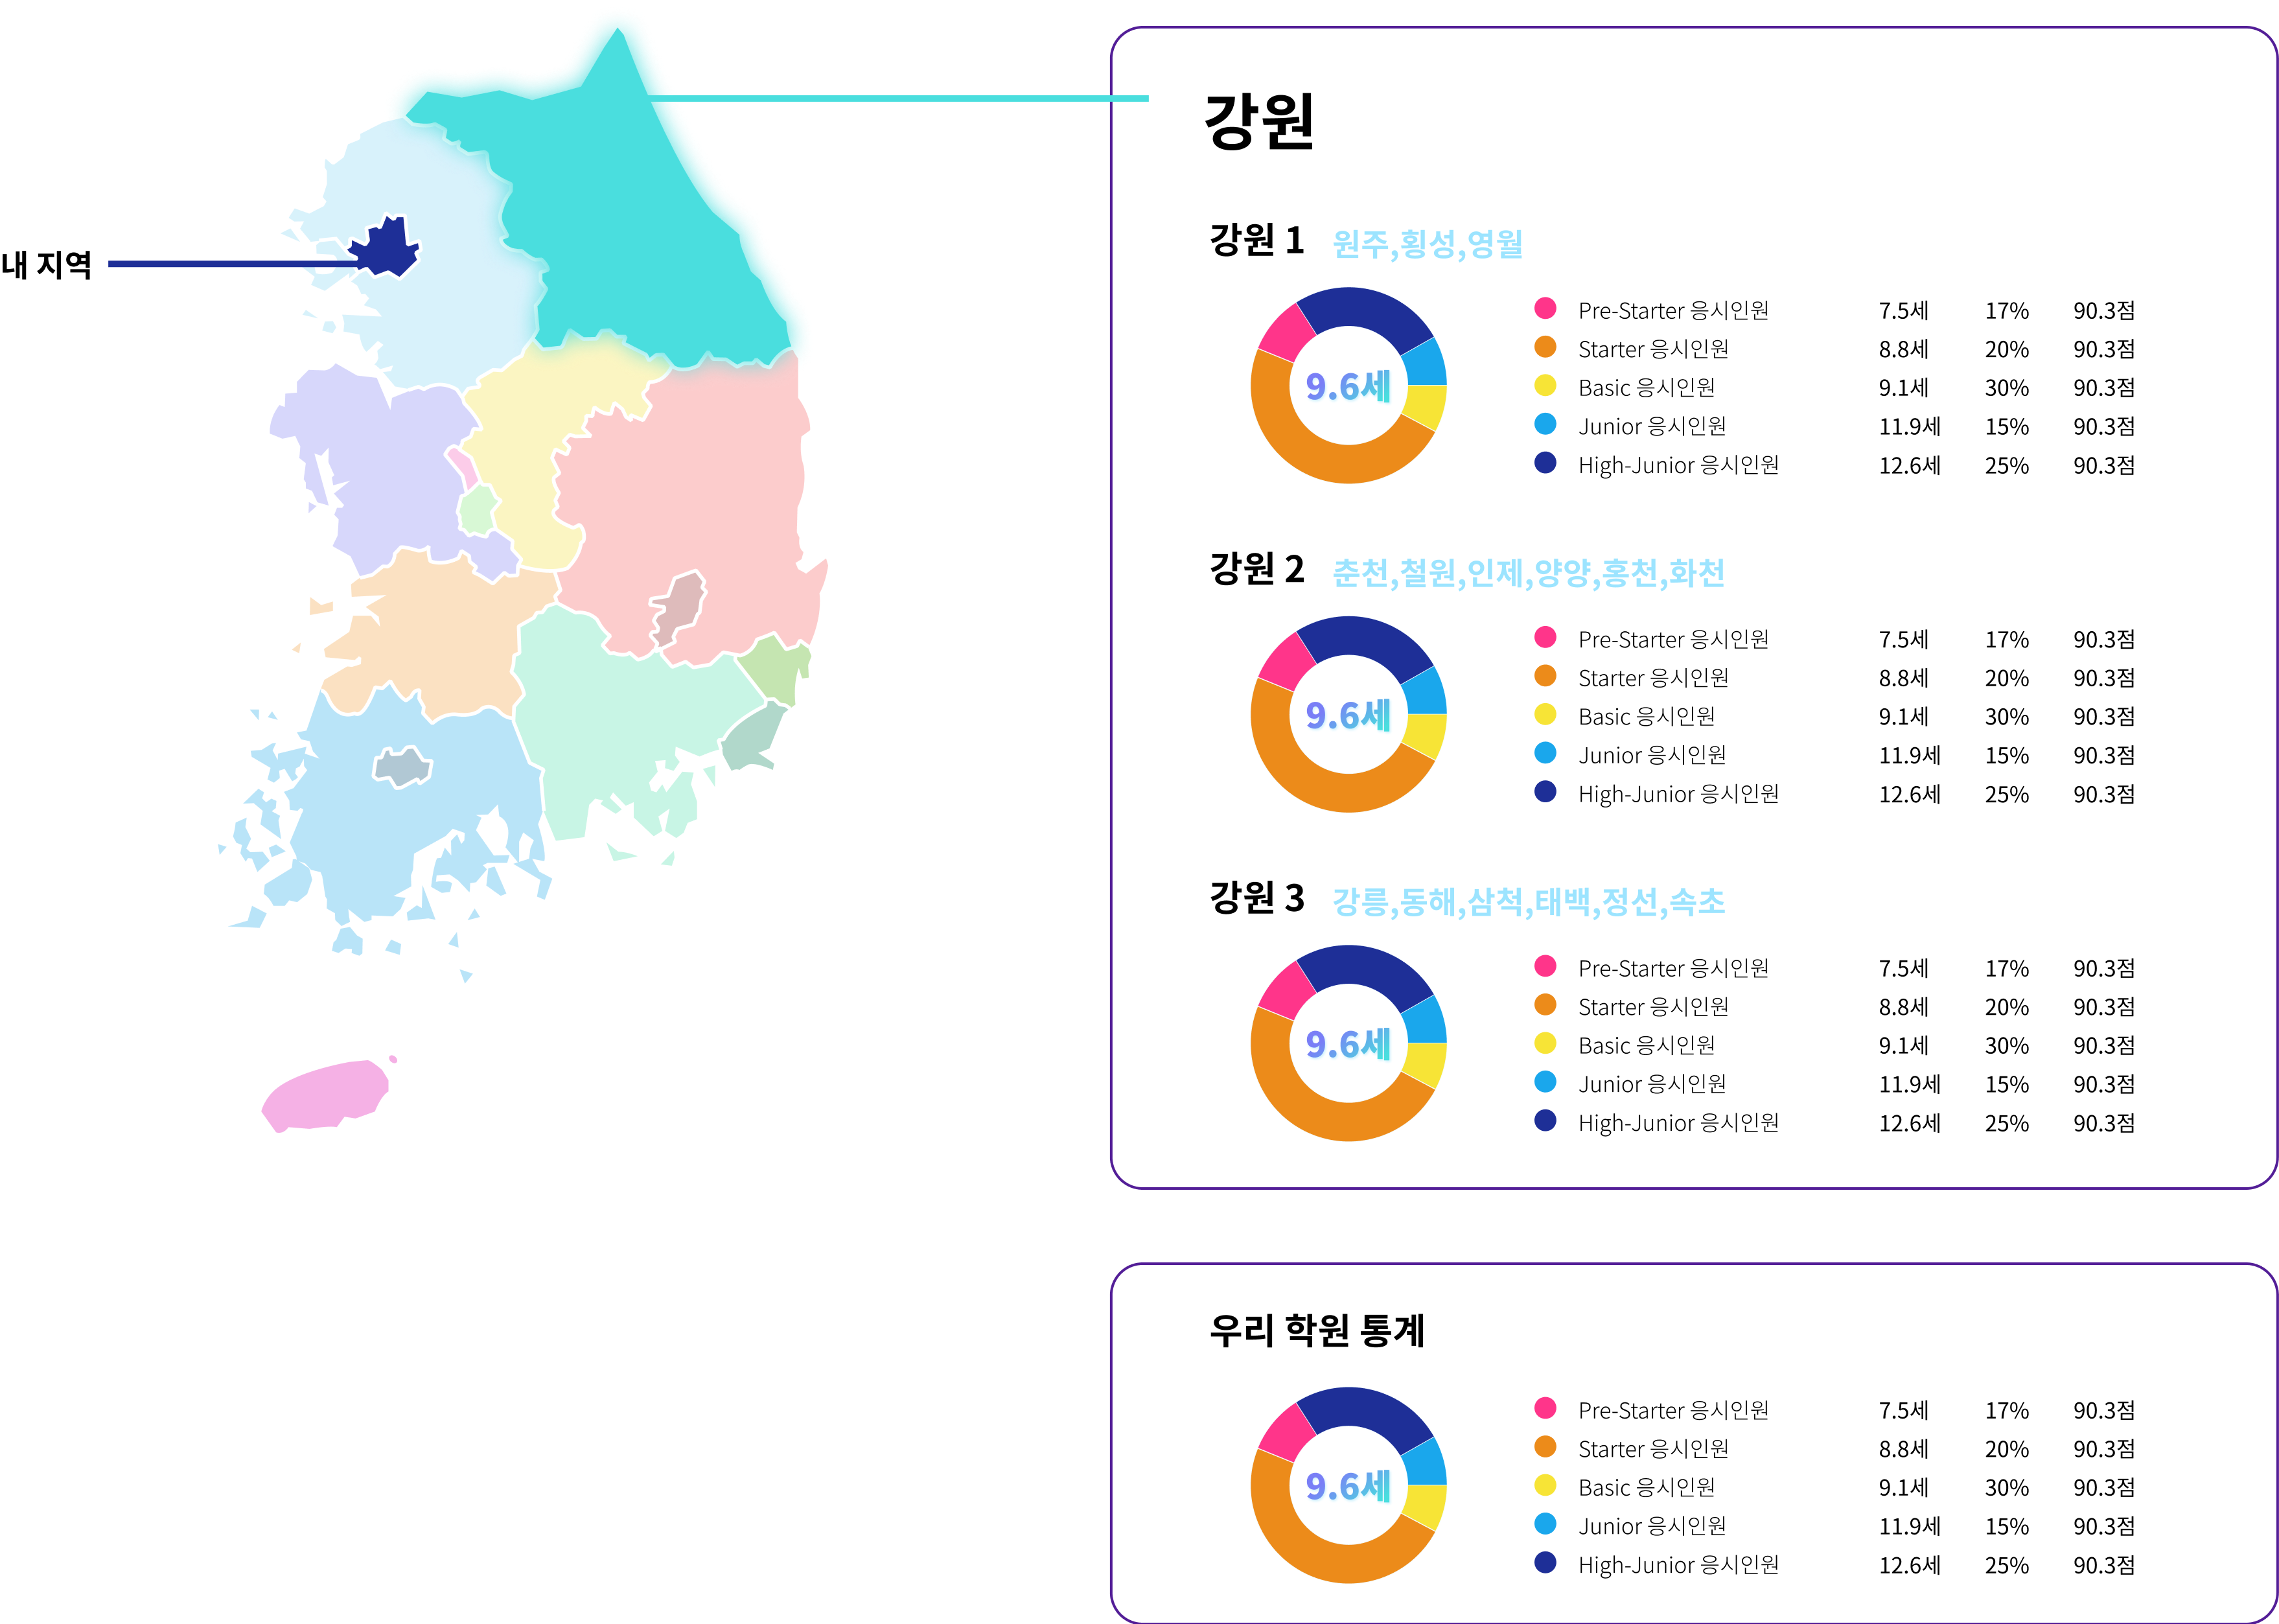 내 지역
강원
강원 1 원주,횡성,영월
9.6세
Pre-Starter 응시인원 7.5세 17% 90.3점
Starter 응시인원 8.8세 20% 90.3점
Basic 응시인원 9.1세 30% 90.3점
Junior 응시인원 11.9세 15% 90.3점
High-Junior 응시인원 12.6세 25% 90.3점
강원 2 춘천,철원,인제,양양,홍천,화천
9.6세
Pre-Starter 응시인원 7.5세 17% 90.3점
Starter 응시인원 8.8세 20% 90.3점
Basic 응시인원 9.1세 30% 90.3점
Junior 응시인원 11.9세 15% 90.3점
High-Junior 응시인원 12.6세 25% 90.3점
강원 3 강릉,동해,삼척,태백,정선,속초
9.6세
Pre-Starter 응시인원 7.5세 17% 90.3점
Starter 응시인원 8.8세 20% 90.3점
Basic 응시인원 9.1세 30% 90.3점
Junior 응시인원 11.9세 15% 90.3점
High-Junior 응시인원 12.6세 25% 90.3점
우리 학원 통계
9.6세
Pre-Starter 응시인원 7.5세 17% 90.3점
Starter 응시인원 8.8세 20% 90.3점
Basic 응시인원 9.1세 30% 90.3점
Junior 응시인원 11.9세 15% 90.3점
High-Junior 응시인원 12.6세 25% 90.3점